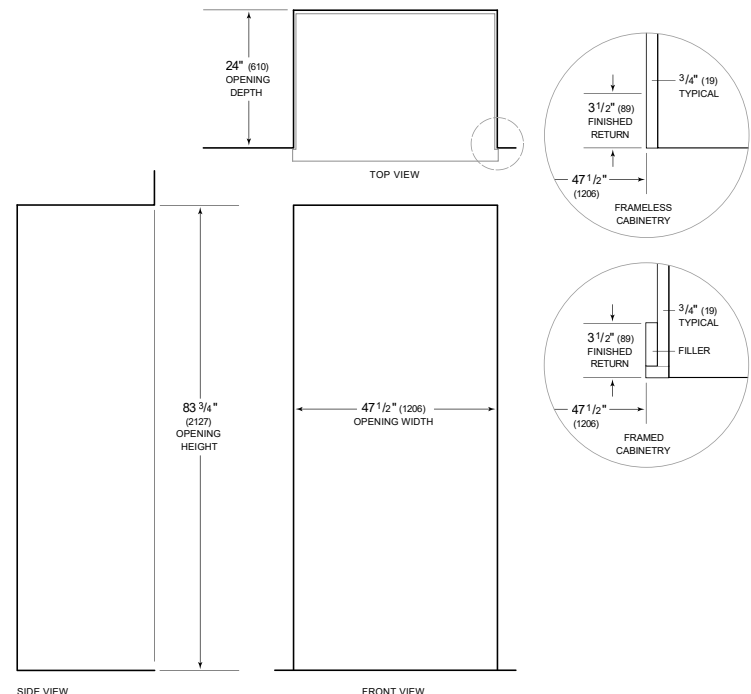 24" (610)
OPENING
DEPTH
TOP VIEW
3/4" (19)
TYPICAL
3 1/2" (89)
FINISHED
RETURN
47 1/2"
(1206)
FRAMELESS
CABINETRY
3/4" (19)
TYPICAL
3 1/2" (89)
FINISHED
RETURN
FILLER
47 1/2"
(1206)
FRAMED
CABINETRY
83 3/4"
(2127)
OPENING
HEIGHT
47 1/2" (1206)
OPENING WIDTH
SIDE VIEW
FRONT VIEW